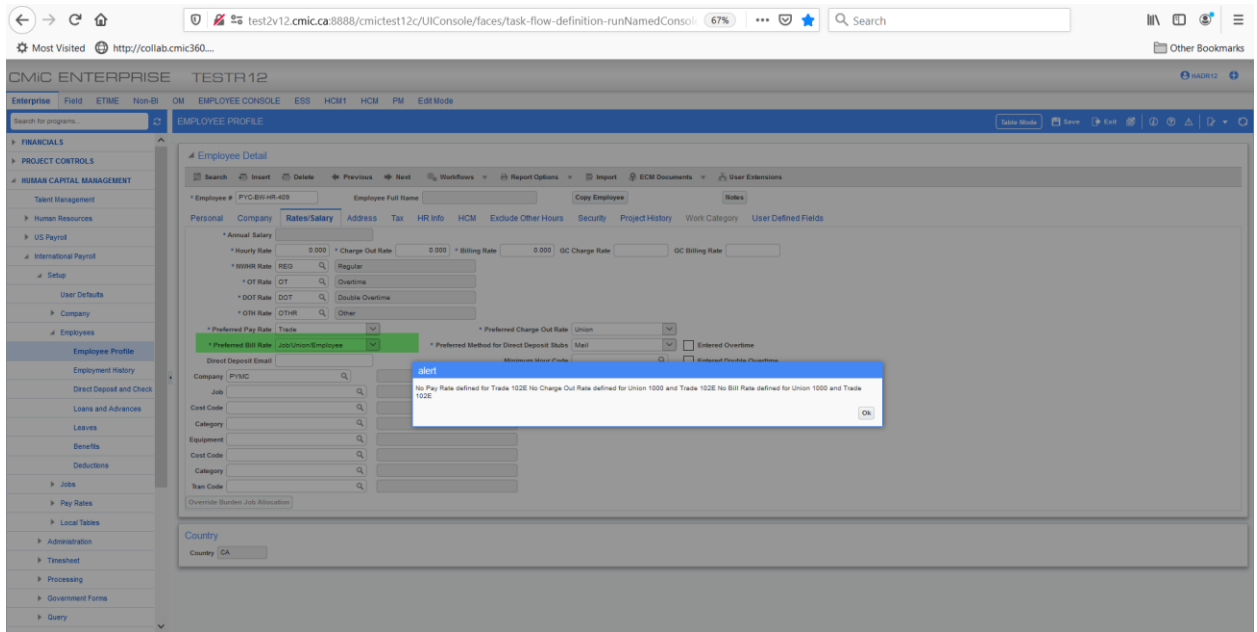 test2v12.cmic.ca:8888/cmictest12c/UIConsole/faces/task-flow-definition-runNamedConsol 67% Search
Most Visited http://collab.cmic360.... Other Bookmarks
CMiC ENTERPRISE TESTR12 HADR12
Enterprise Field ETIME Non-BI OM EMPLOYEE CONSOLE ESS HCM1 HCM PM Edit Mode
Search for programs... EMPLOYEE PROFILE Table Mode Save Exit
FINANCIALS
PROJECT CONTROLS
HUMAN CAPITAL MANAGEMENT
Talent Management
Human Resources
US Payroll
International Payroll
Setup
User Defaults
Company
Employees
Employee Profile
Employment History
Direct Deposit and Check
Loans and Advances
Leaves
Benefits
Deductions
Jobs
Pay Rates
Local Tables
Administration
Timesheet
Processing
Government Forms
Query
Employee Detail
Search Insert Delete Previous Next Workflows Report Options Import ECM Documents User Extensions
* Employee # PYC-BW-HR-409 Employee Full Name Copy Employee Notes
Personal Company Rates/Salary Address Tax HR Info HCM Exclude Other Hours Security Project History Work Category User Defined Fields
* Annual Salary
* Hourly Rate 0.000 * Charge Out Rate 0.000 * Billing Rate 0.000 GC Charge Rate GC Billing Rate
* NWHR Rate REG Regular
* OT Rate OT Overtime
* DOT Rate DOT Double Overtime
* OTH Rate OTHR Other
* Preferred Pay Rate Trade * Preferred Charge Out Rate Union
* Preferred Bill Rate Job/Union/Employee * Preferred Method for Direct Deposit Stubs Mail Entered Overtime
Direct Deposit Email Minimum Hour Code Entered Double Overtime
Company PYMC
Job
Cost Code
Category
Equipment
Cost Code
Category
Tran Code
Override Burden Job Allocation
alert
No Pay Rate defined for Trade 102E No Charge Out Rate defined for Union 1000 and Trade 102E No Bill Rate defined for Union 1000 and Trade
102E
Ok
Country
Country CA